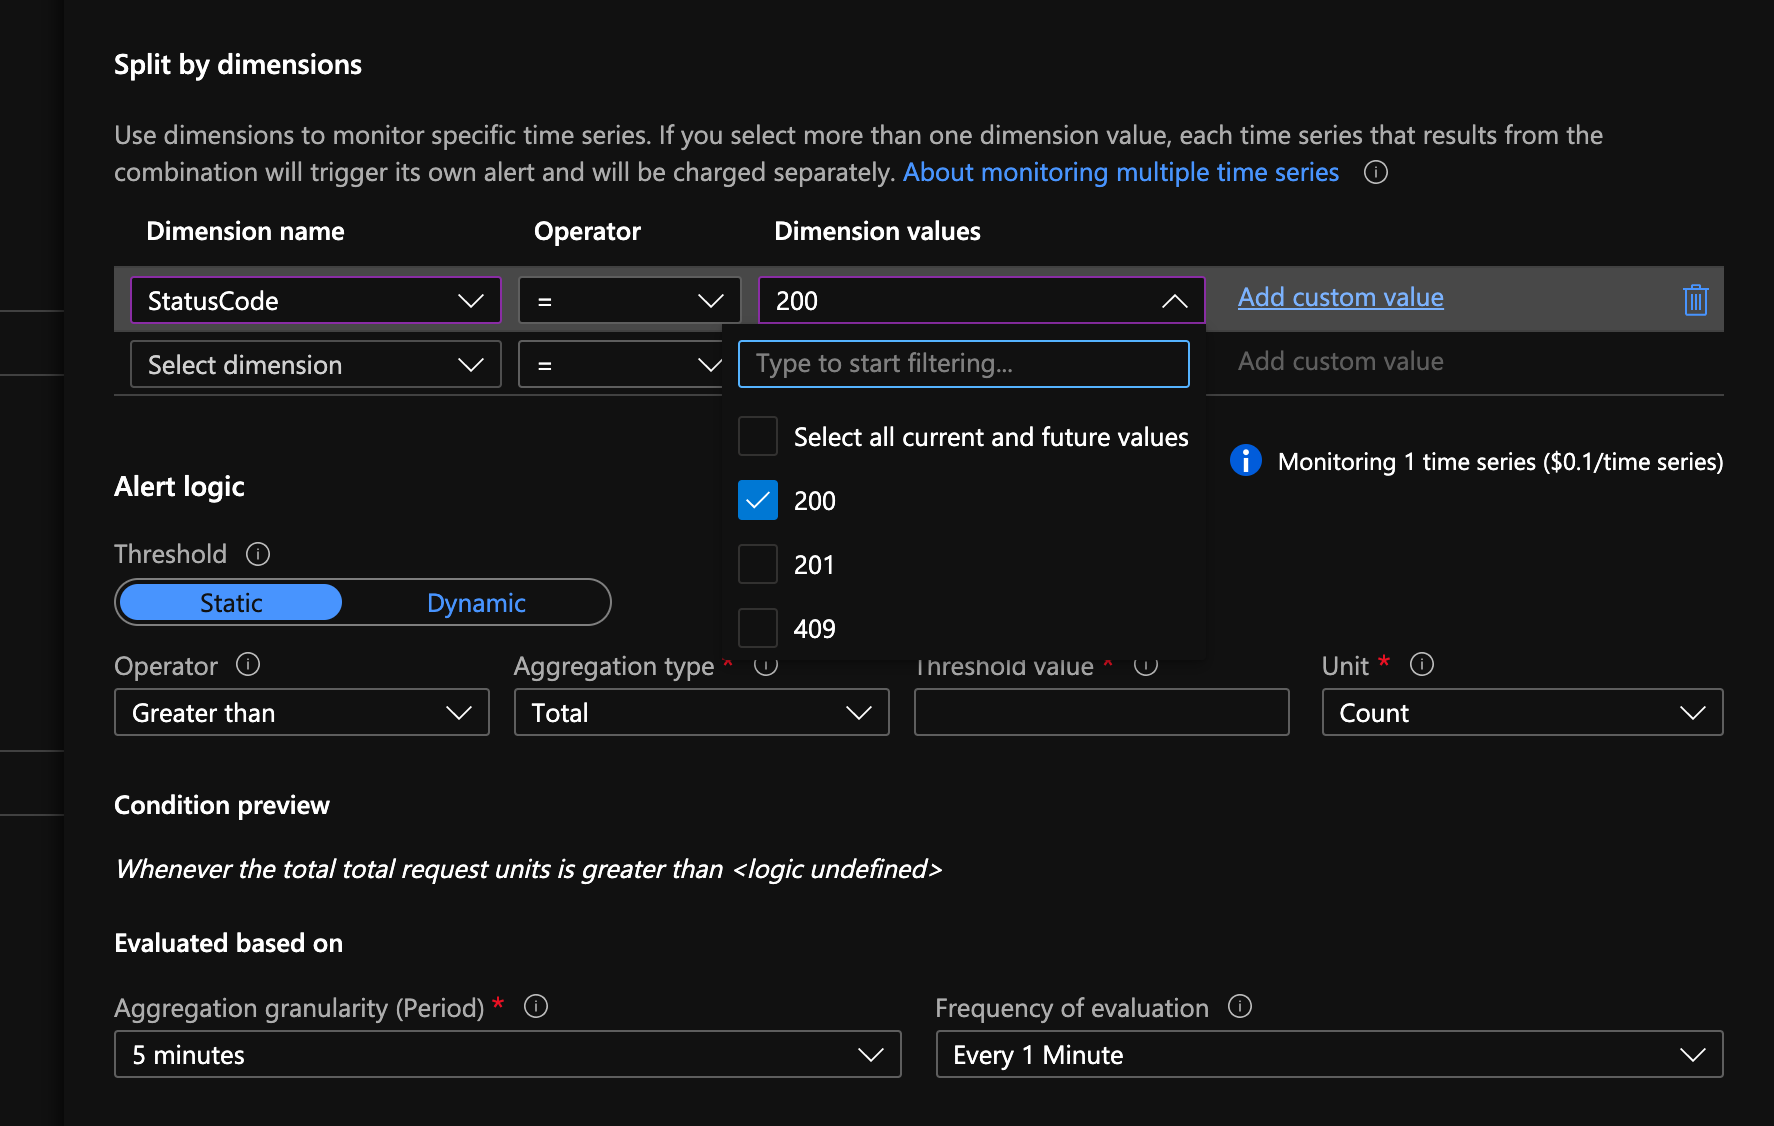 Split by dimensions
Use dimensions to monitor specific time series. If you select more than one dimension value, each time series that results from the
combination will trigger its own alert and will be charged separately. About monitoring multiple time series
Dimension name Operator Dimension values
StatusCode = 200 Add custom value
Select dimension = Type to start filtering... Add custom value
Select all current and future values
Monitoring 1 time series ($0.1/time series)
Alert logic
200
Threshold
201
Static Dynamic
409
Operator Aggregation type * Threshold value * Unit *
Greater than Total Count
Condition preview
Whenever the total total request units is greater than <logic undefined>
Evaluated based on
Aggregation granularity (Period) * Frequency of evaluation
5 minutes Every 1 Minute